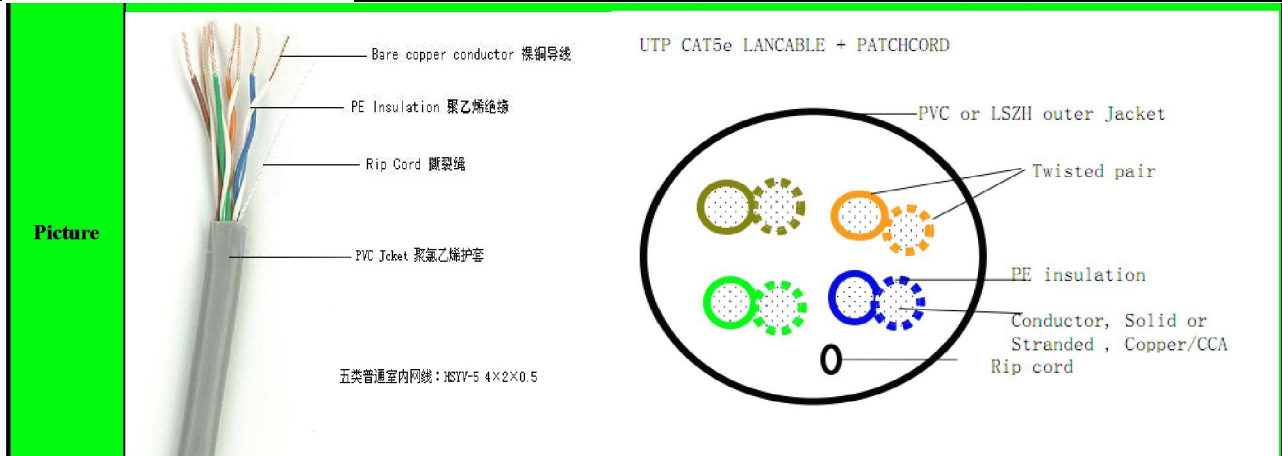 Picture
Bare copper conductor 裸铜导线
PE Insulation 聚乙烯绝缘
Rip Cord 撕裂绳
PVC Jcket 聚氯乙烯护套
五类普通室内网线：HSYV-5 4×2×0.5
UTP CAT5e LANCABLE + PATCHCORD
PVC or LSZH outer Jacket
Twisted pair
PE insulation
Conductor, Solid or
Stranded , Copper/CCA
Rip cord